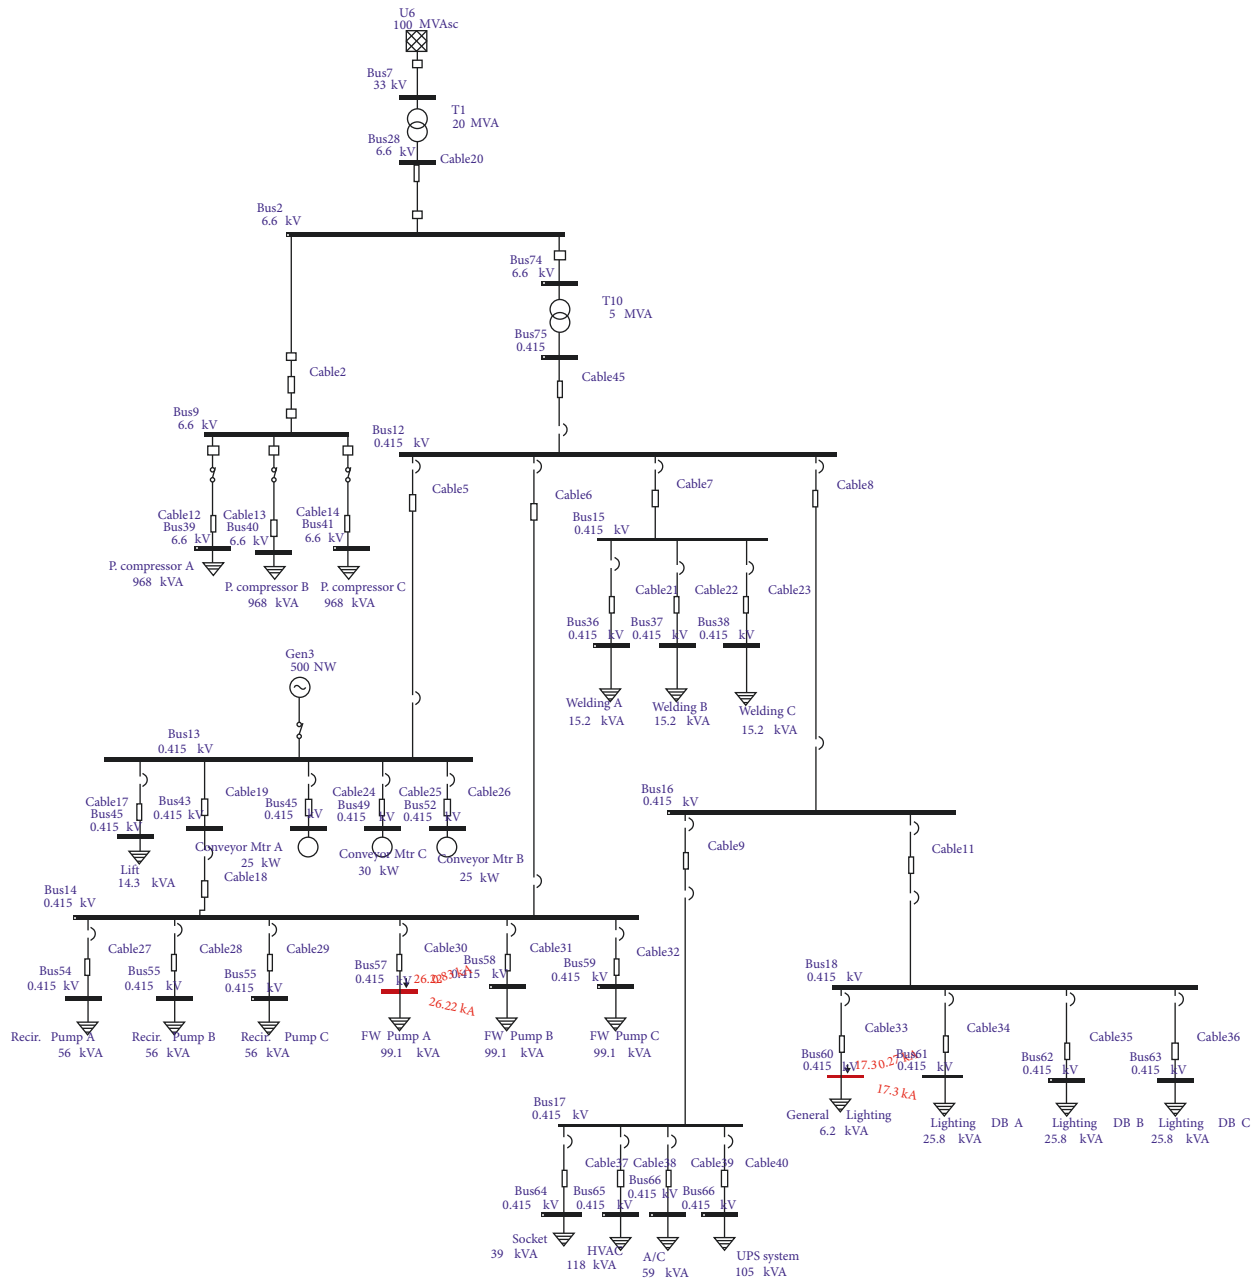 U6
100 MVAsc
Bus7
33 kV
T1
20 MVA
Bus28
6.6 kV
Cable20
Bus2
6.6 kV
Bus74
6.6 kV
T10
5 MVA
Bus75
0.415
Cable2
Cable45
Bus9
6.6 kV
Bus12
0.415 kV
Cable5
Cable6
Cable7
Cable8
Cable12
Bus39
6.6 kV
Cable13
Bus40
6.6 kV
Cable14
Bus41
6.6 kV
P. compressor A
968 kVA
P. compressor B
968 kVA
P. compressor C
968 kVA
Bus15
0.415 kV
Cable21
Cable22
Cable23
Bus36
0.415 kV
Bus37
0.415 kV
Bus38
0.415 kV
Welding A
15.2 kVA
Welding B
15.2 kVA
Welding C
15.2 kVA
Gen3
500 NW
Bus13
0.415 kV
Cable17
Bus45
0.415 kV
Bus43
0.415 kV
Cable19
Bus45
0.415 kV
Cable24
Bus49
0.415 kV
Cable25
Bus52
0.415 kV
Cable26
Lift
14.3 kVA
Conveyor Mtr A
25 kW
Conveyor Mtr C
30 kW
Conveyor Mtr B
25 kW
Cable18
Bus16
0.415 kV
Cable9
Cable11
Bus14
0.415 kV
Cable27
Cable28
Cable29
Cable30
Cable31
Cable32
Bus54
0.415 kV
Bus55
0.415 kV
Bus55
0.415 kV
Bus57
0.415 kV
26.22
0.83 kA
26.22 kA
Bus58
0.415 kV
Bus59
0.415 kV
Recir. Pump A
56 kVA
Recir. Pump B
56 kVA
Recir. Pump C
56 kVA
FW Pump A
99.1 kVA
FW Pump B
99.1 kVA
FW Pump C
99.1 kVA
Bus18
0.415 kV
Cable33
Cable34
Cable35
Cable36
Bus60
0.415 kV
17.3
0.27 kA
17.3 kA
Bus61
0.415 kV
Bus62
0.415 kV
Bus63
0.415 kV
General Lighting
6.2 kVA
Lighting DB A
25.8 kVA
Lighting DB B
25.8 kVA
Lighting DB C
25.8 kVA
Bus17
0.415 kV
Cable37
Cable38
Cable39
Cable40
Bus64
0.415 kV
Bus65
0.415 kV
Bus66
0.415 kV
Bus66
0.415 kV
Socket
39 kVA
HVAC
118 kVA
A/C
59 kVA
UPS system
105 kVA